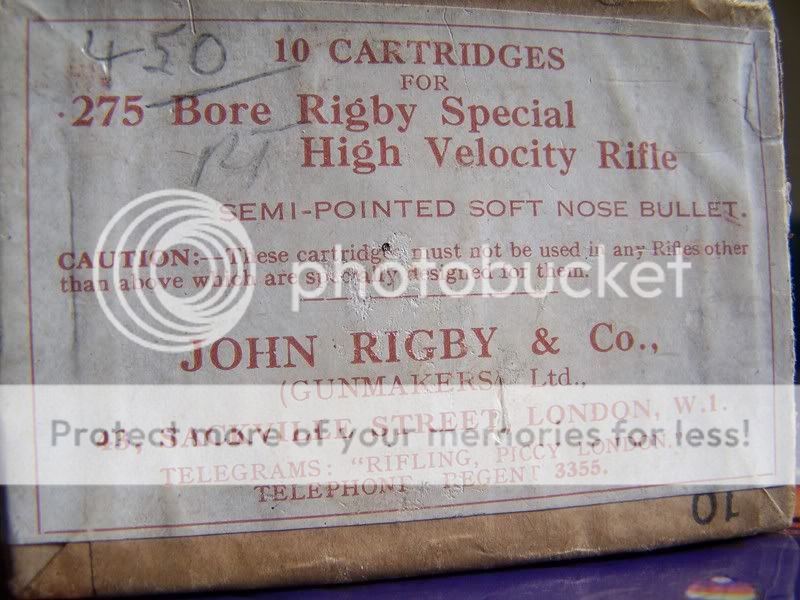 450
10 CARTRIDGES
FOR
.275 Bore Rigby Special
High Velocity Rifle
SEMI-POINTED SOFT NOSE BULLET.
CAUTION:—These cartridges must not be used in any Rifles other
than above which are specially designed for them.
photobucket
JOHN RIGBY & Co.,
(GUNMAKERS) Ltd.,
Protect more of your memories for less!
43, SACKVILLE STREET, LONDON, W.1.
TELEGRAMS: "RIFLING, PICCY LONDON."
TELEPHONE REGENT 3355.
10